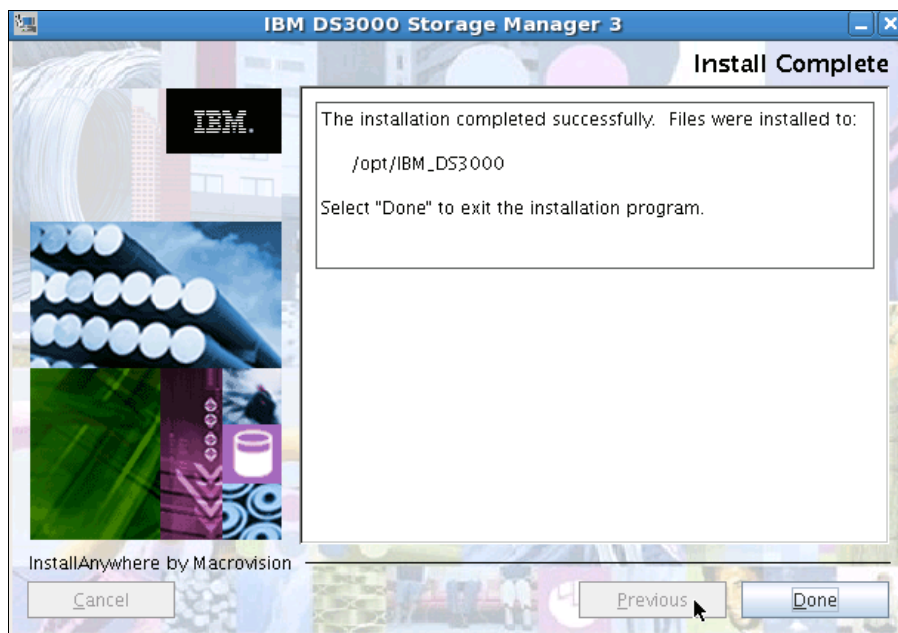 IBM DS3000 Storage Manager 3
Install Complete
IBM.
The installation completed successfully. Files were installed to:
/opt/IBM_DS3000
Select "Done" to exit the installation program.
InstallAnywhere by Macrovision
Cancel
Previous
Done